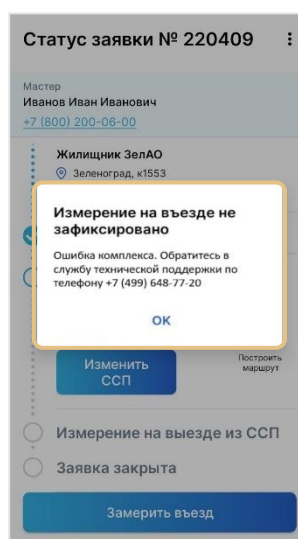 Статус заявки № 220409
Мастер
Иванов Иван Иванович
+7 (800) 200-06-00
Жилищник ЗелАО
Зеленоград, к1553
Измерение на въезде не
зафиксировано
Ошибка комплекса. Обратитесь в
службу технической поддержки по
телефону +7 (499) 648-77-20
ОК
Изменить
ССП
Построить
маршрут
Измерение на выезде из ССП
Заявка закрыта
Замерить въезд